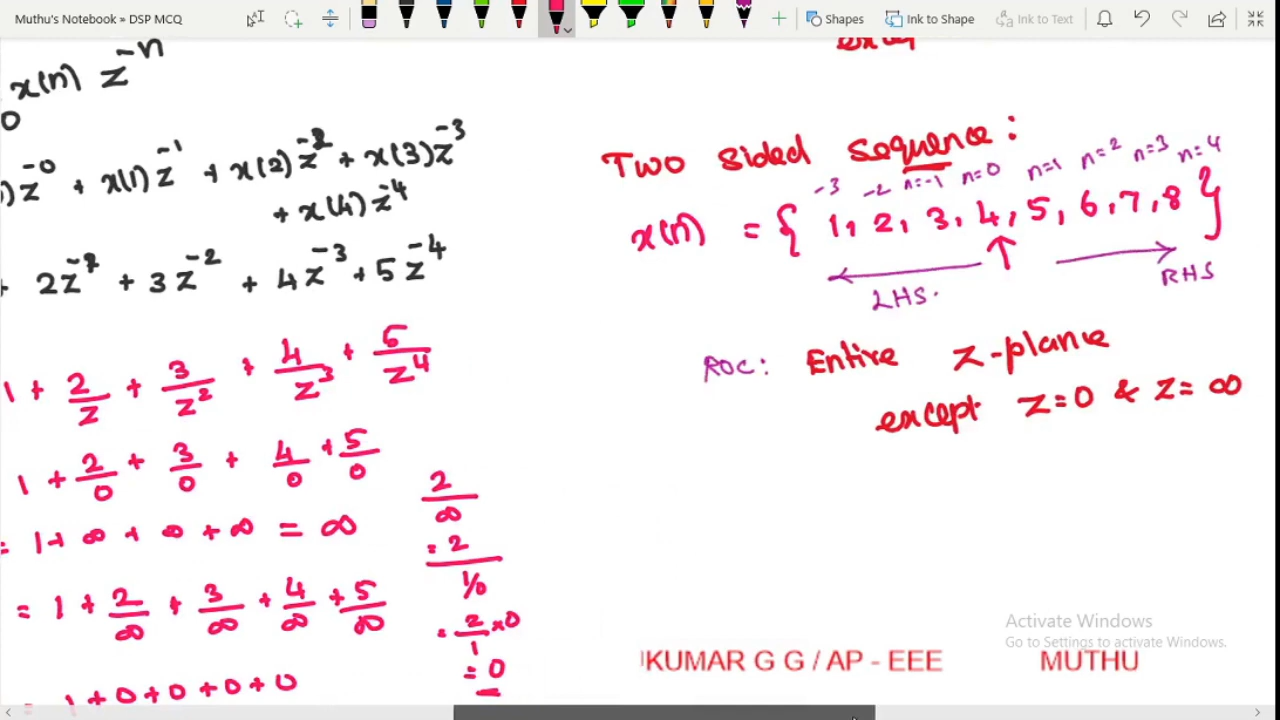 Muthu's Notebook » DSP MCQ
Shapes
Ink to Shape
Ink to Text
x(n) z^-n
0
)z^-0 + x(1) z^-1 + x(2) z^-2 + x(3) z^-3
+ x(4) z^-4
+ 2z^-1 + 3z^-2 + 4z^-3 + 5z^-4
1 + 2/z + 3/z^2 + 4/z^3 + 5/z^4
1 + 2/0 + 3/0 + 4/0 + 5/0
= 1 + ∞ + ∞ + ∞ = ∞
= 1 + 2/∞ + 3/∞ + 4/∞ + 5/∞
= 1 + 0 + 0 + 0 + 0
2/∞
= 2
1/0
= 2/1 × 0
= 0
Two Sided Sequence:
-3 -2 n=-1 n=0 n=1 n=2 n=3 n=4
x(n) = { 1, 2, 3, 4, 5, 6, 7, 8 }
↑
LHS.
RHS
ROC: Entire z-plane
except z=0 & z=∞
Activate Windows
Go to Settings to activate Windows.
KUMAR G G / AP - EEE
MUTHU